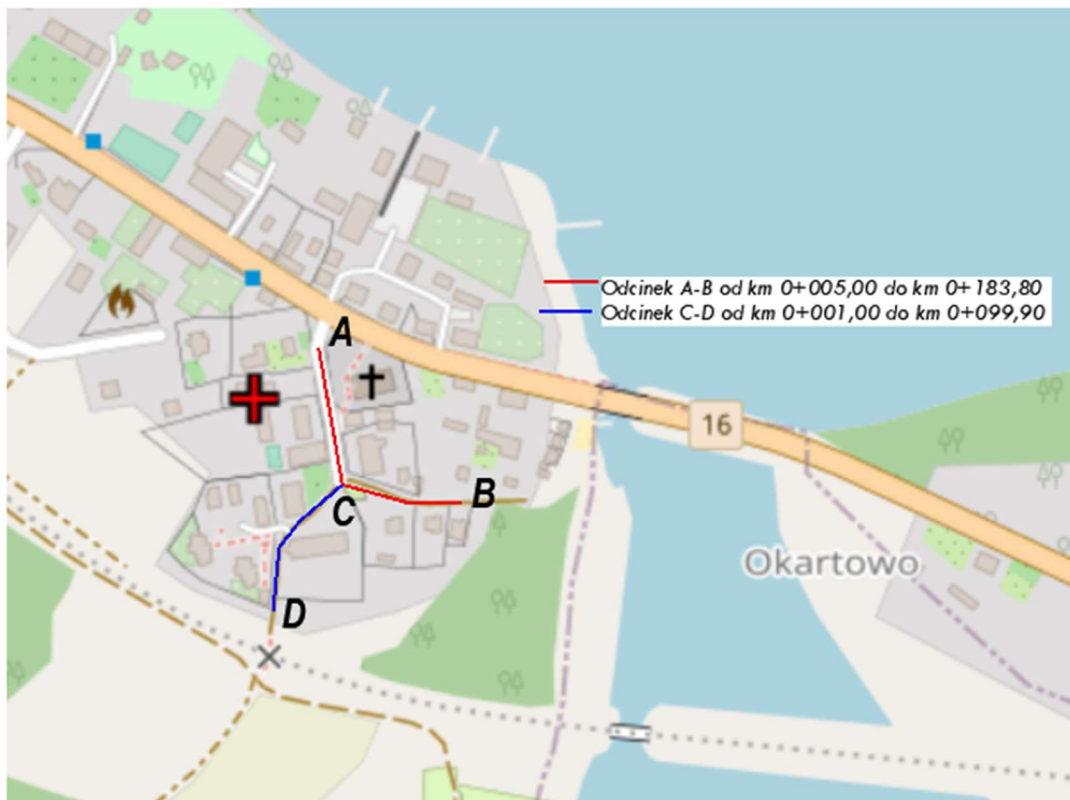 Odcinek A-B od km 0+005,00 do km 0+183,80
Odcinek C-D od km 0+001,00 do km 0+099,90
A
16
B
C
Okartowo
D